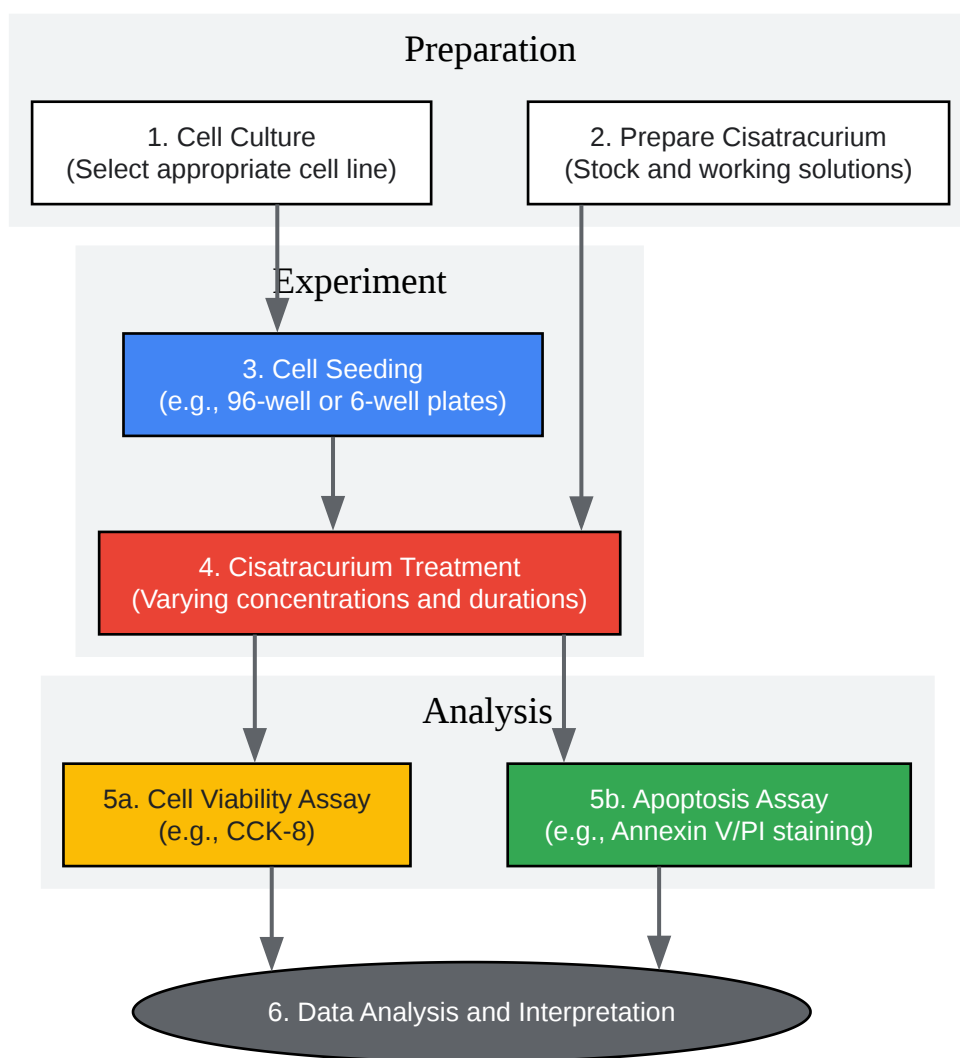 Preparation
1. Cell Culture
(Select appropriate cell line)
2. Prepare Cisatracurium
(Stock and working solutions)
Experiment
3. Cell Seeding
(e.g., 96-well or 6-well plates)
4. Cisatracurium Treatment
(Varying concentrations and durations)
Analysis
5a. Cell Viability Assay
(e.g., CCK-8)
5b. Apoptosis Assay
(e.g., Annexin V/PI staining)
6. Data Analysis and Interpretation